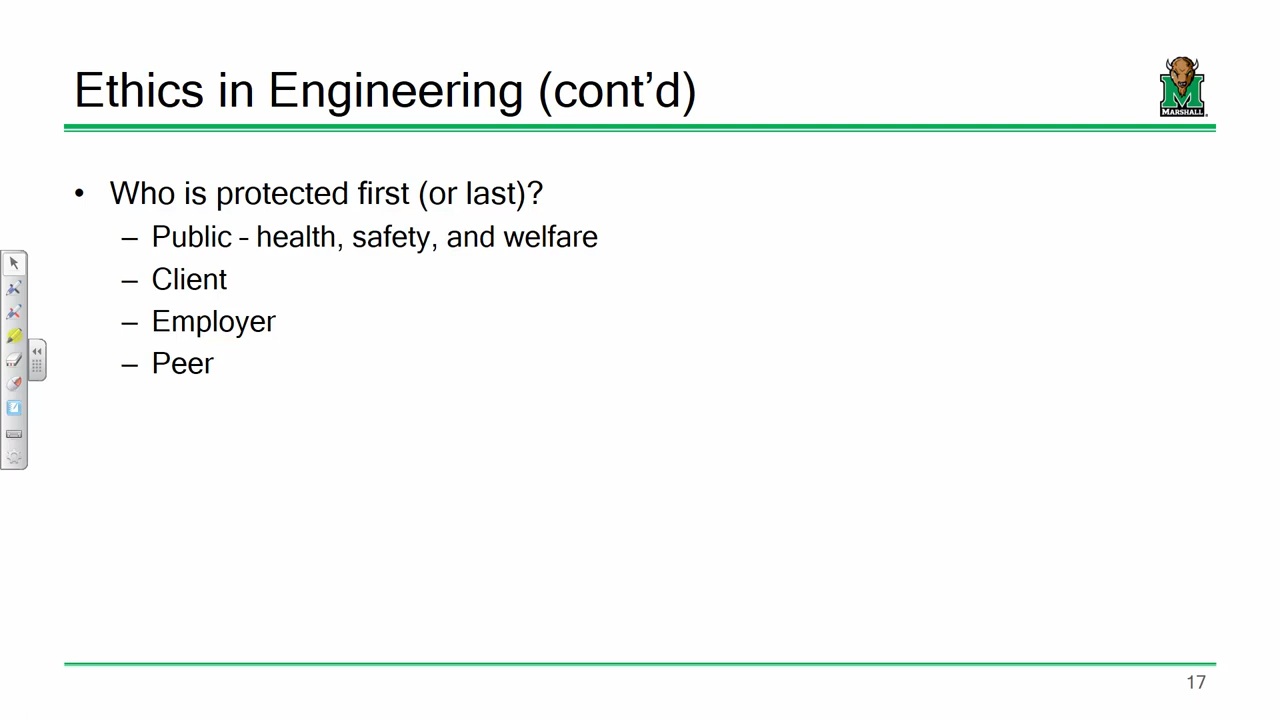 Ethics in Engineering (cont’d)
MARSHALL
• Who is protected first (or last)?
– Public - health, safety, and welfare
– Client
– Employer
– Peer
17